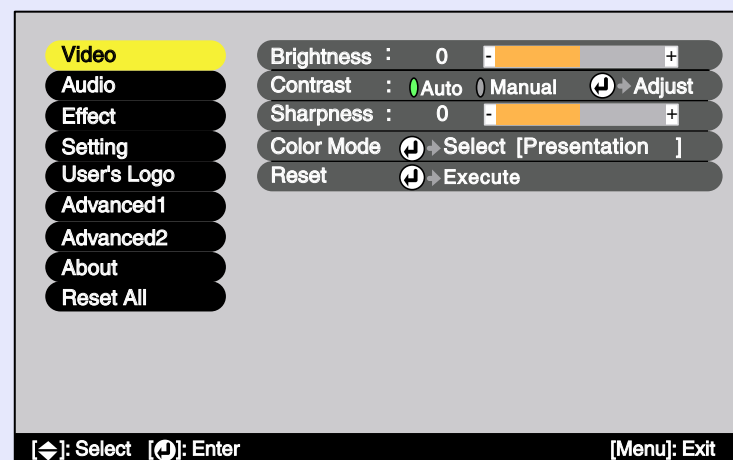 Video
Audio
Effect
Setting
User's Logo
Advanced1
Advanced2
About
Reset All
Brightness : 0 - +
Contrast : Auto Manual Adjust
Sharpness : 0 - +
Color Mode Select [Presentation ]
Reset Execute
[ ]: Select [ ]: Enter [Menu]: Exit